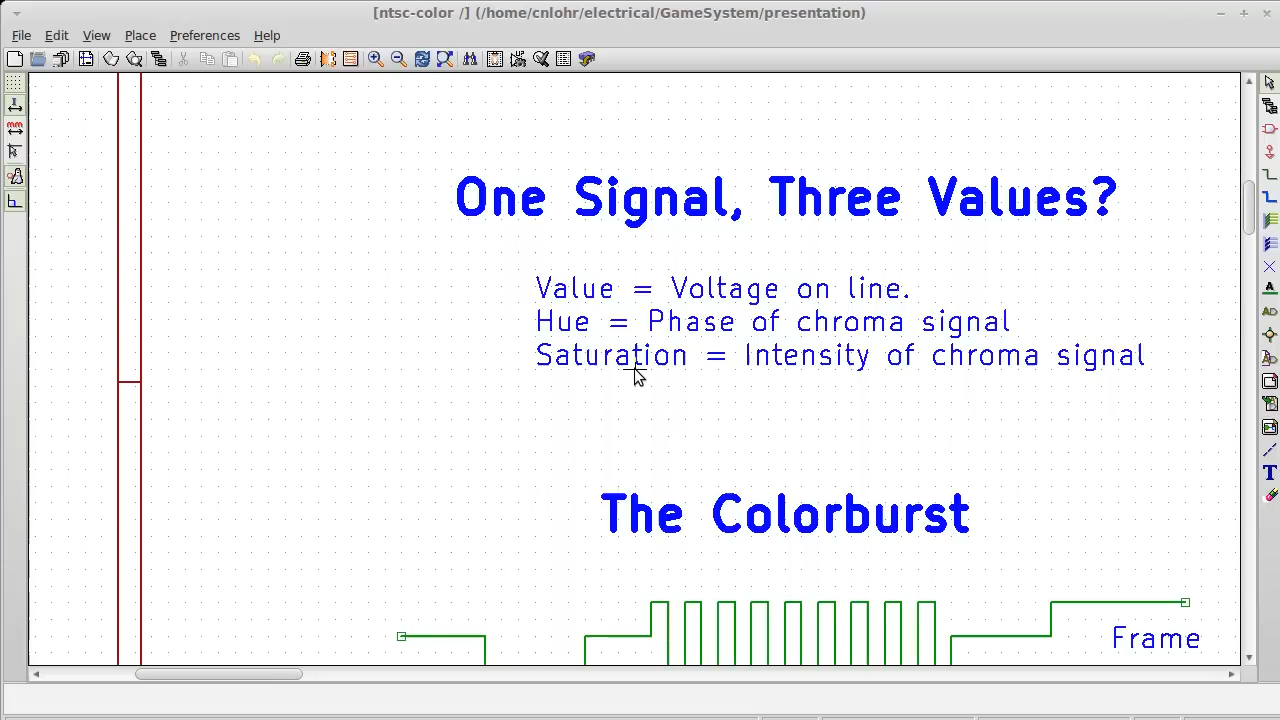 [ntsc-color /] (/home/cnlohr/electrical/GameSystem/presentation)
File Edit View Place Preferences Help
One Signal, Three Values?
Value = Voltage on line.
Hue = Phase of chroma signal
Saturation = Intensity of chroma signal
The Colorburst
Frame